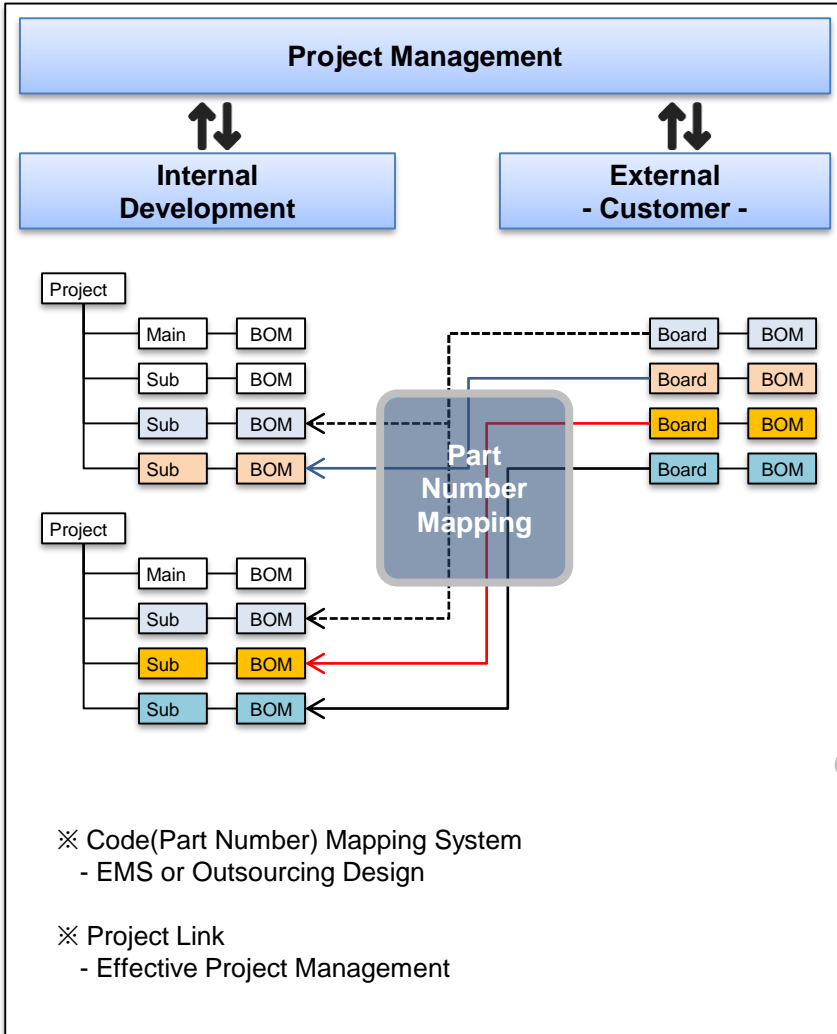 Project Management
Internal
Development
External
- Customer -
Project
Main BOM
Sub BOM
Sub BOM
Sub BOM
Board BOM
Board BOM
Board BOM
Board BOM
Part
Number
Mapping
Project
Main BOM
Sub BOM
Sub BOM
Sub BOM
※ Code(Part Number) Mapping System
- EMS or Outsourcing Design
※ Project Link
- Effective Project Management